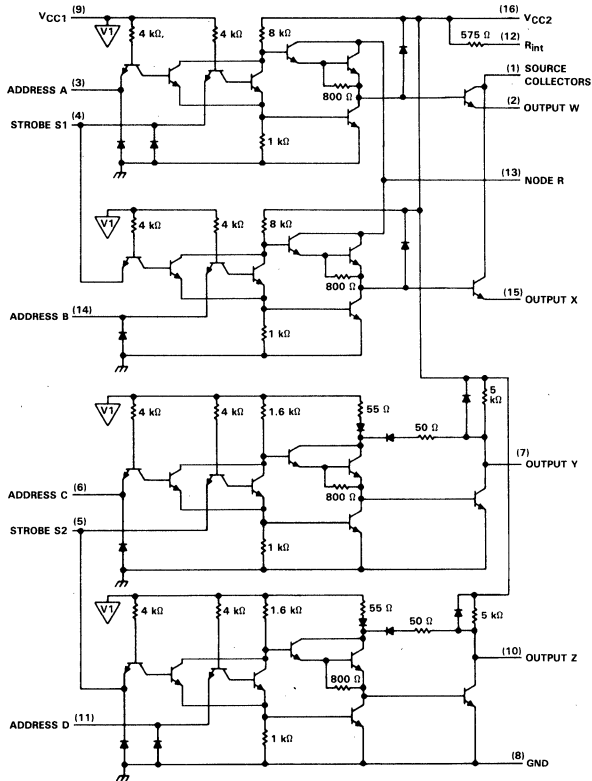 (9) (16)
VCC1 V1 4 kΩ, 4 kΩ 8 kΩ VCC2
575 Ω (12)
Rint
(3) (1) SOURCE
ADDRESS A 800 Ω COLLECTORS
(4) (2)
STROBE S1 OUTPUT W
1 kΩ
(13)
NODE R
V1 4 kΩ 4 kΩ 8 kΩ
800 Ω
(14) (15)
ADDRESS B OUTPUT X
1 kΩ
V1 4 kΩ 4 kΩ 1.6 kΩ 55 Ω 5
kΩ
50 Ω
(7)
OUTPUT Y
(6) 800 Ω
ADDRESS C
(5)
STROBE S2
1 kΩ
V1 4 kΩ 4 kΩ 1.6 kΩ 55 Ω 5 kΩ
50 Ω
(10)
OUTPUT Z
800 Ω
(11)
ADDRESS D
1 kΩ
(8)
GND